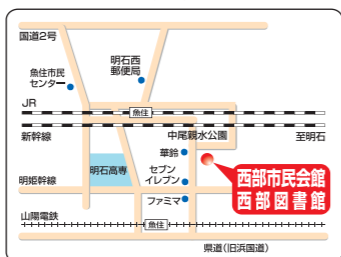 国道2号
明石西
郵便局
魚住市民
センター
JR
魚住
新幹線
中尾親水公園
至明石
華鈴
西部市民会館
西部図書館
明石高専
セブン
イレブン
明姫幹線
ファミマ
山陽電鉄
魚住
県道(旧浜国道)